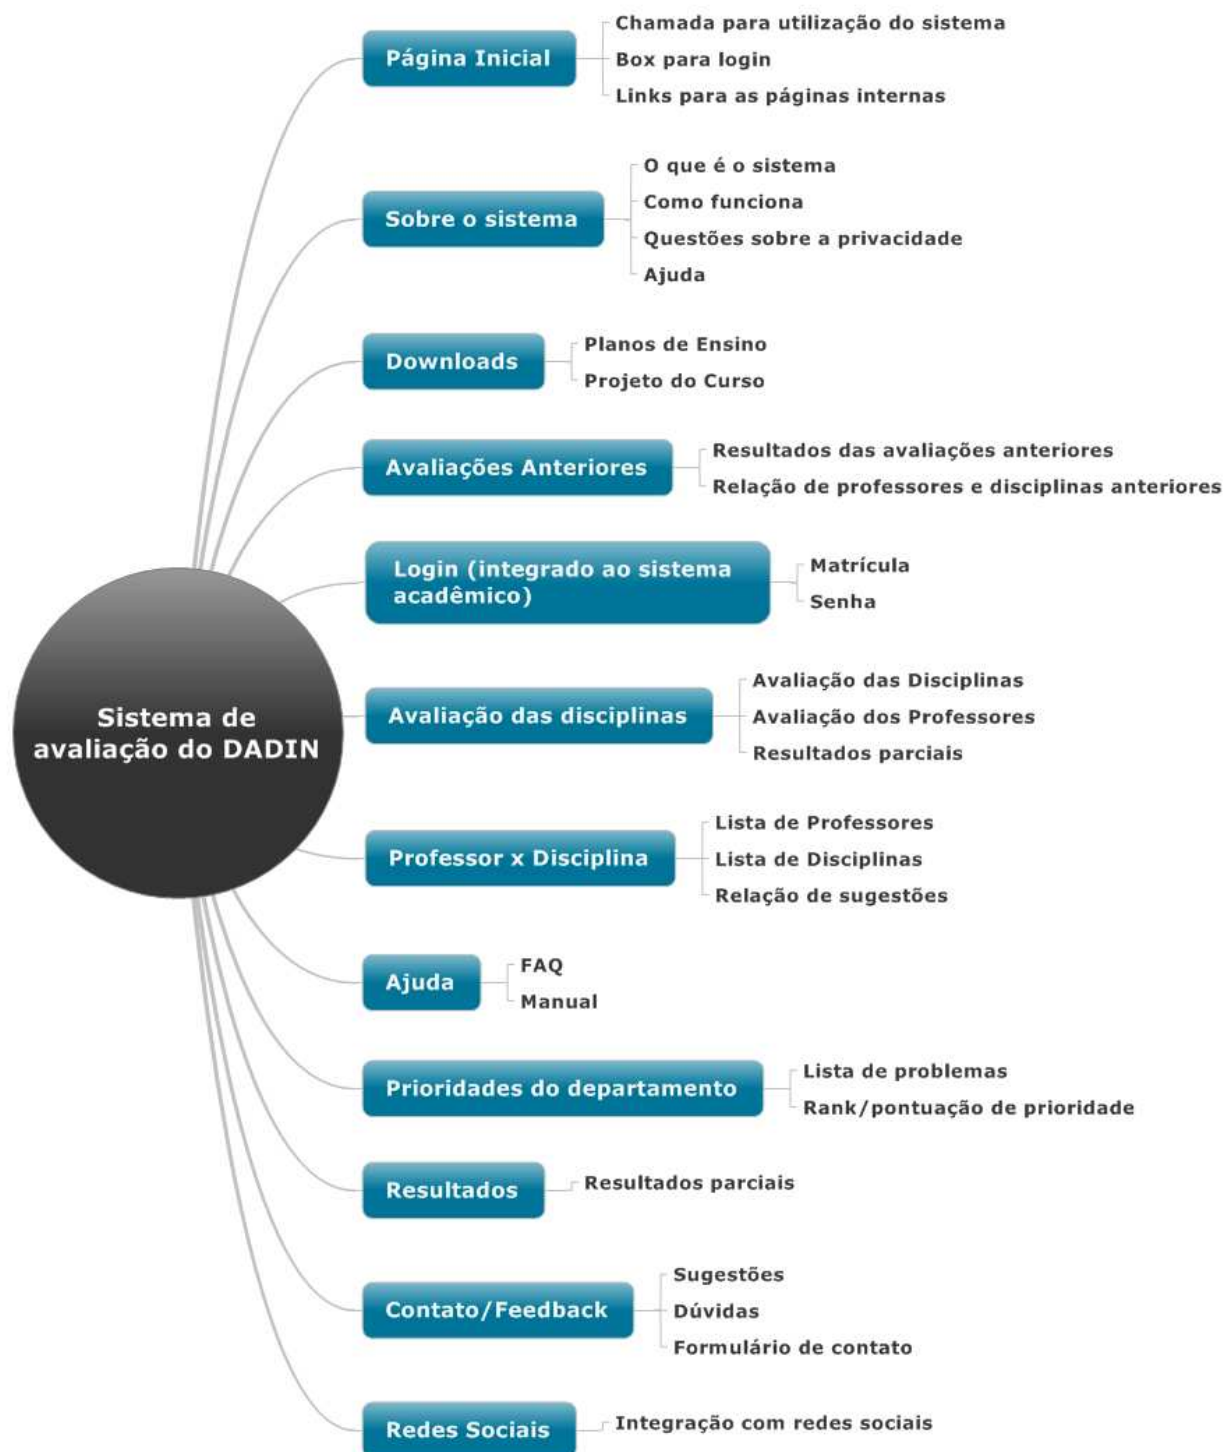 Sistema de
avaliação do DADIN
Página Inicial
Chamada para utilização do sistema
Box para login
Links para as páginas internas
Sobre o sistema
O que é o sistema
Como funciona
Questões sobre a privacidade
Ajuda
Downloads
Planos de Ensino
Projeto do Curso
Avaliações Anteriores
Resultados das avaliações anteriores
Relação de professores e disciplinas anteriores
Login (integrado ao sistema
acadêmico)
Matrícula
Senha
Avaliação das disciplinas
Avaliação das Disciplinas
Avaliação dos Professores
Resultados parciais
Professor x Disciplina
Lista de Professores
Lista de Disciplinas
Relação de sugestões
Ajuda
FAQ
Manual
Prioridades do departamento
Lista de problemas
Rank/pontuação de prioridade
Resultados
Resultados parciais
Contato/Feedback
Sugestões
Dúvidas
Formulário de contato
Redes Sociais
Integração com redes sociais